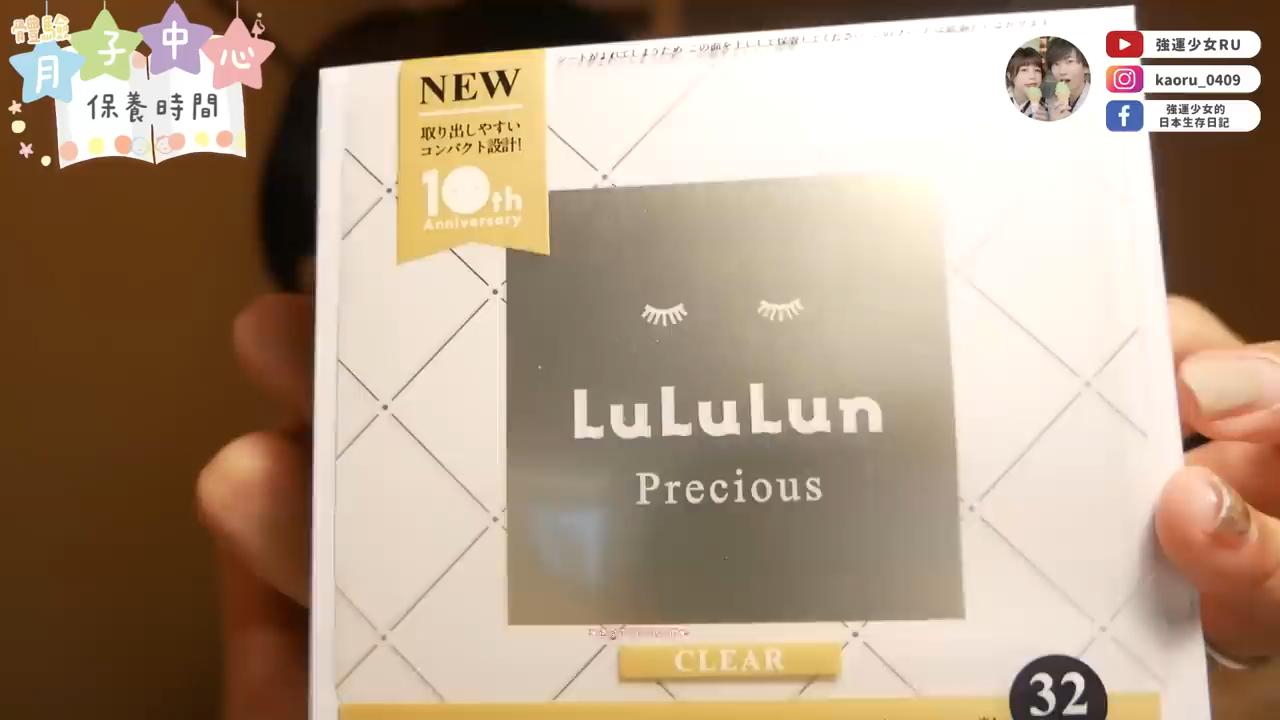 體驗
月子中心
保養時間
強運少女RU
kaoru_0409
強運少女的
日本生存日記
NEW
取り出しやすい
コンパクト設計!
10th
Anniversary
LuLuLun
Precious
CLEAR
32